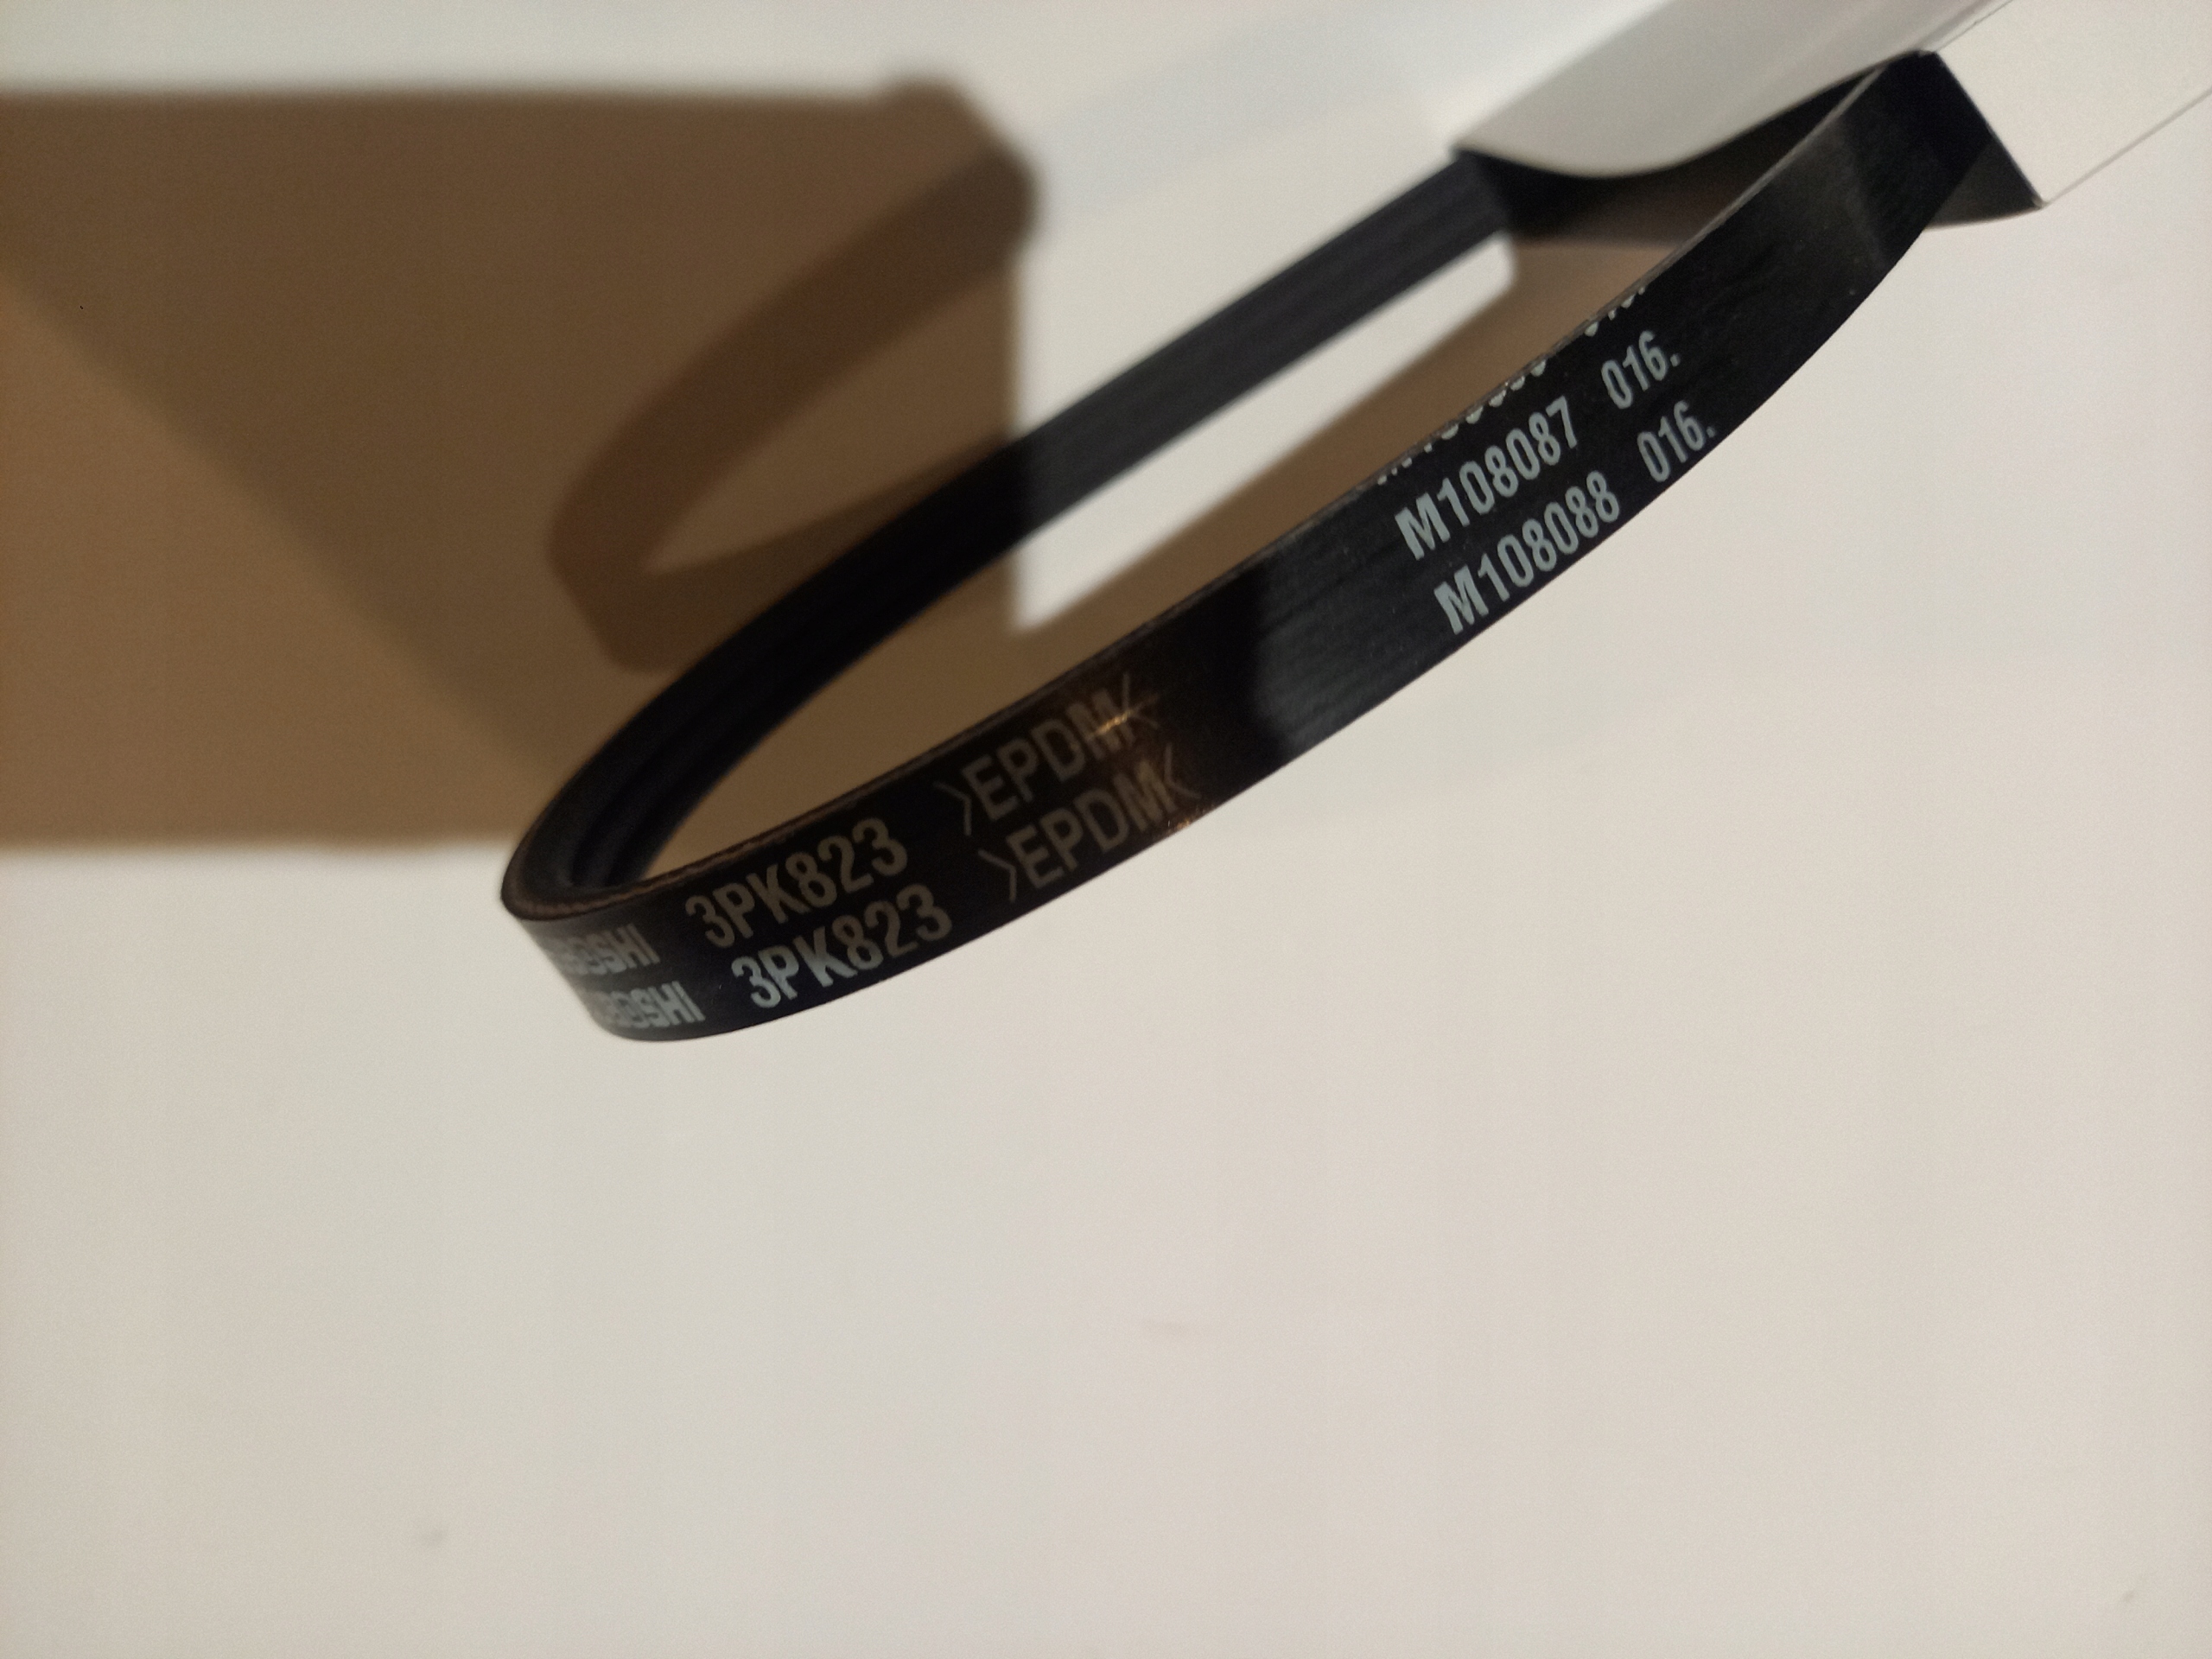 3PK823 >EPDM< M108087 016.
3PK823 >EPDM< M108088 016.